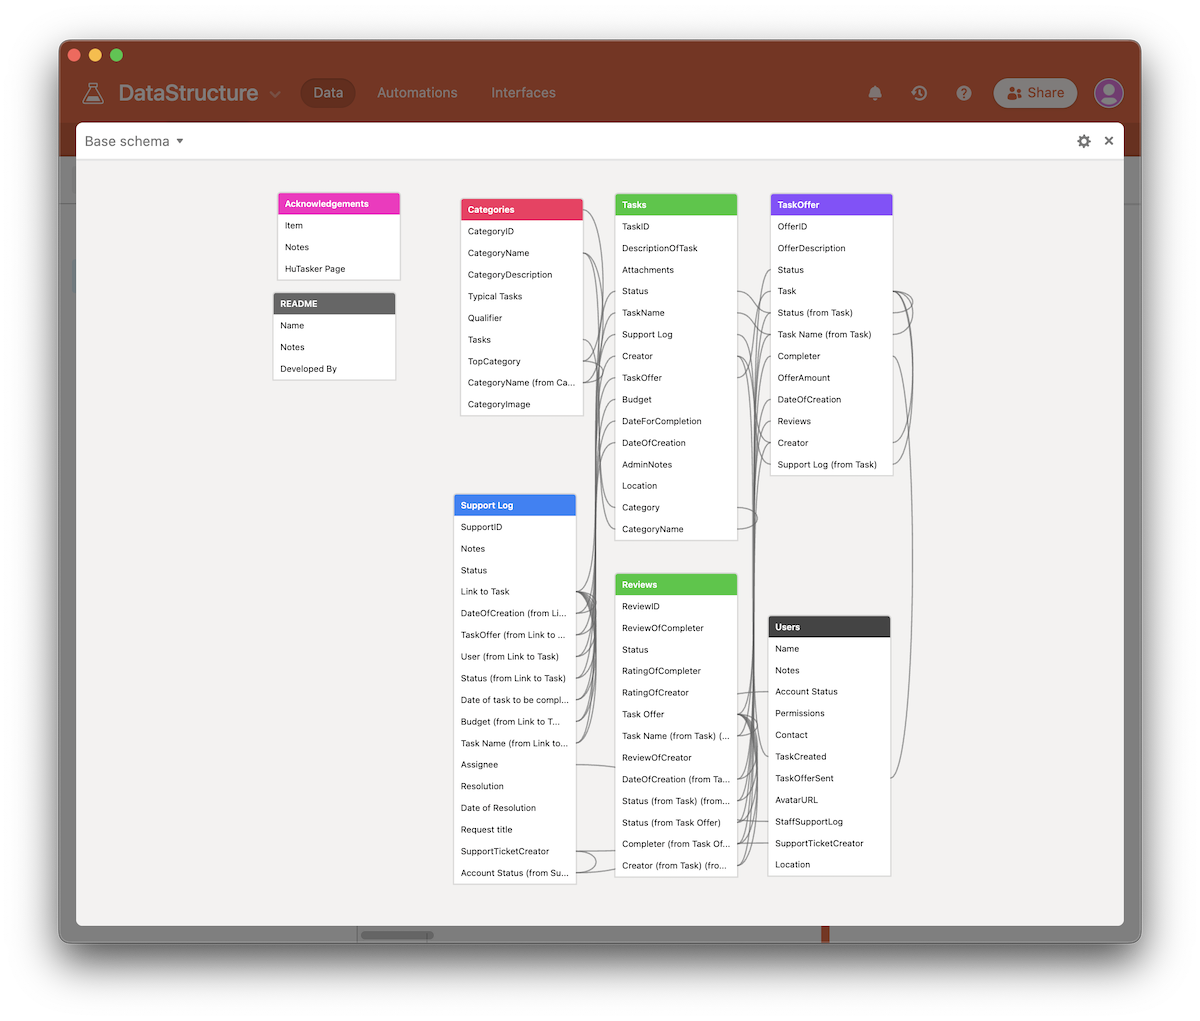 DataStructure
Data
Automations
Interfaces
Share
Base schema
Acknowledgements
Item
Notes
HuTasker Page
README
Name
Notes
Developed By
Categories
CategoryID
CategoryName
CategoryDescription
Typical Tasks
Qualifier
Tasks
TopCategory
CategoryName (from Ca...
CategoryImage
Support Log
SupportID
Notes
Status
Link to Task
DateOfCreation (from Li...
TaskOffer (from Link to ...
User (from Link to Task)
Status (from Link to Task)
Date of task to be compl...
Budget (from Link to T...
Task Name (from Link to...
Assignee
Resolution
Date of Resolution
Request title
SupportTicketCreator
Account Status (from Su...
Tasks
TaskID
DescriptionOfTask
Attachments
Status
TaskName
Support Log
Creator
TaskOffer
Budget
DateForCompletion
DateOfCreation
AdminNotes
Location
Category
CategoryName
Reviews
ReviewID
ReviewOfCompleter
Status
RatingOfCompleter
RatingOfCreator
Task Offer
Task Name (from Task) (...
ReviewOfCreator
DateOfCreation (from Ta...
Status (from Task) (from...
Status (from Task Offer)
Completer (from Task Of...
Creator (from Task) (fro...
TaskOffer
OfferID
OfferDescription
Status
Task
Status (from Task)
Task Name (from Task)
Completer
OfferAmount
DateOfCreation
Reviews
Creator
Support Log (from Task)
Users
Name
Notes
Account Status
Permissions
Contact
TaskCreated
TaskOfferSent
AvatarURL
StaffSupportLog
SupportTicketCreator
Location